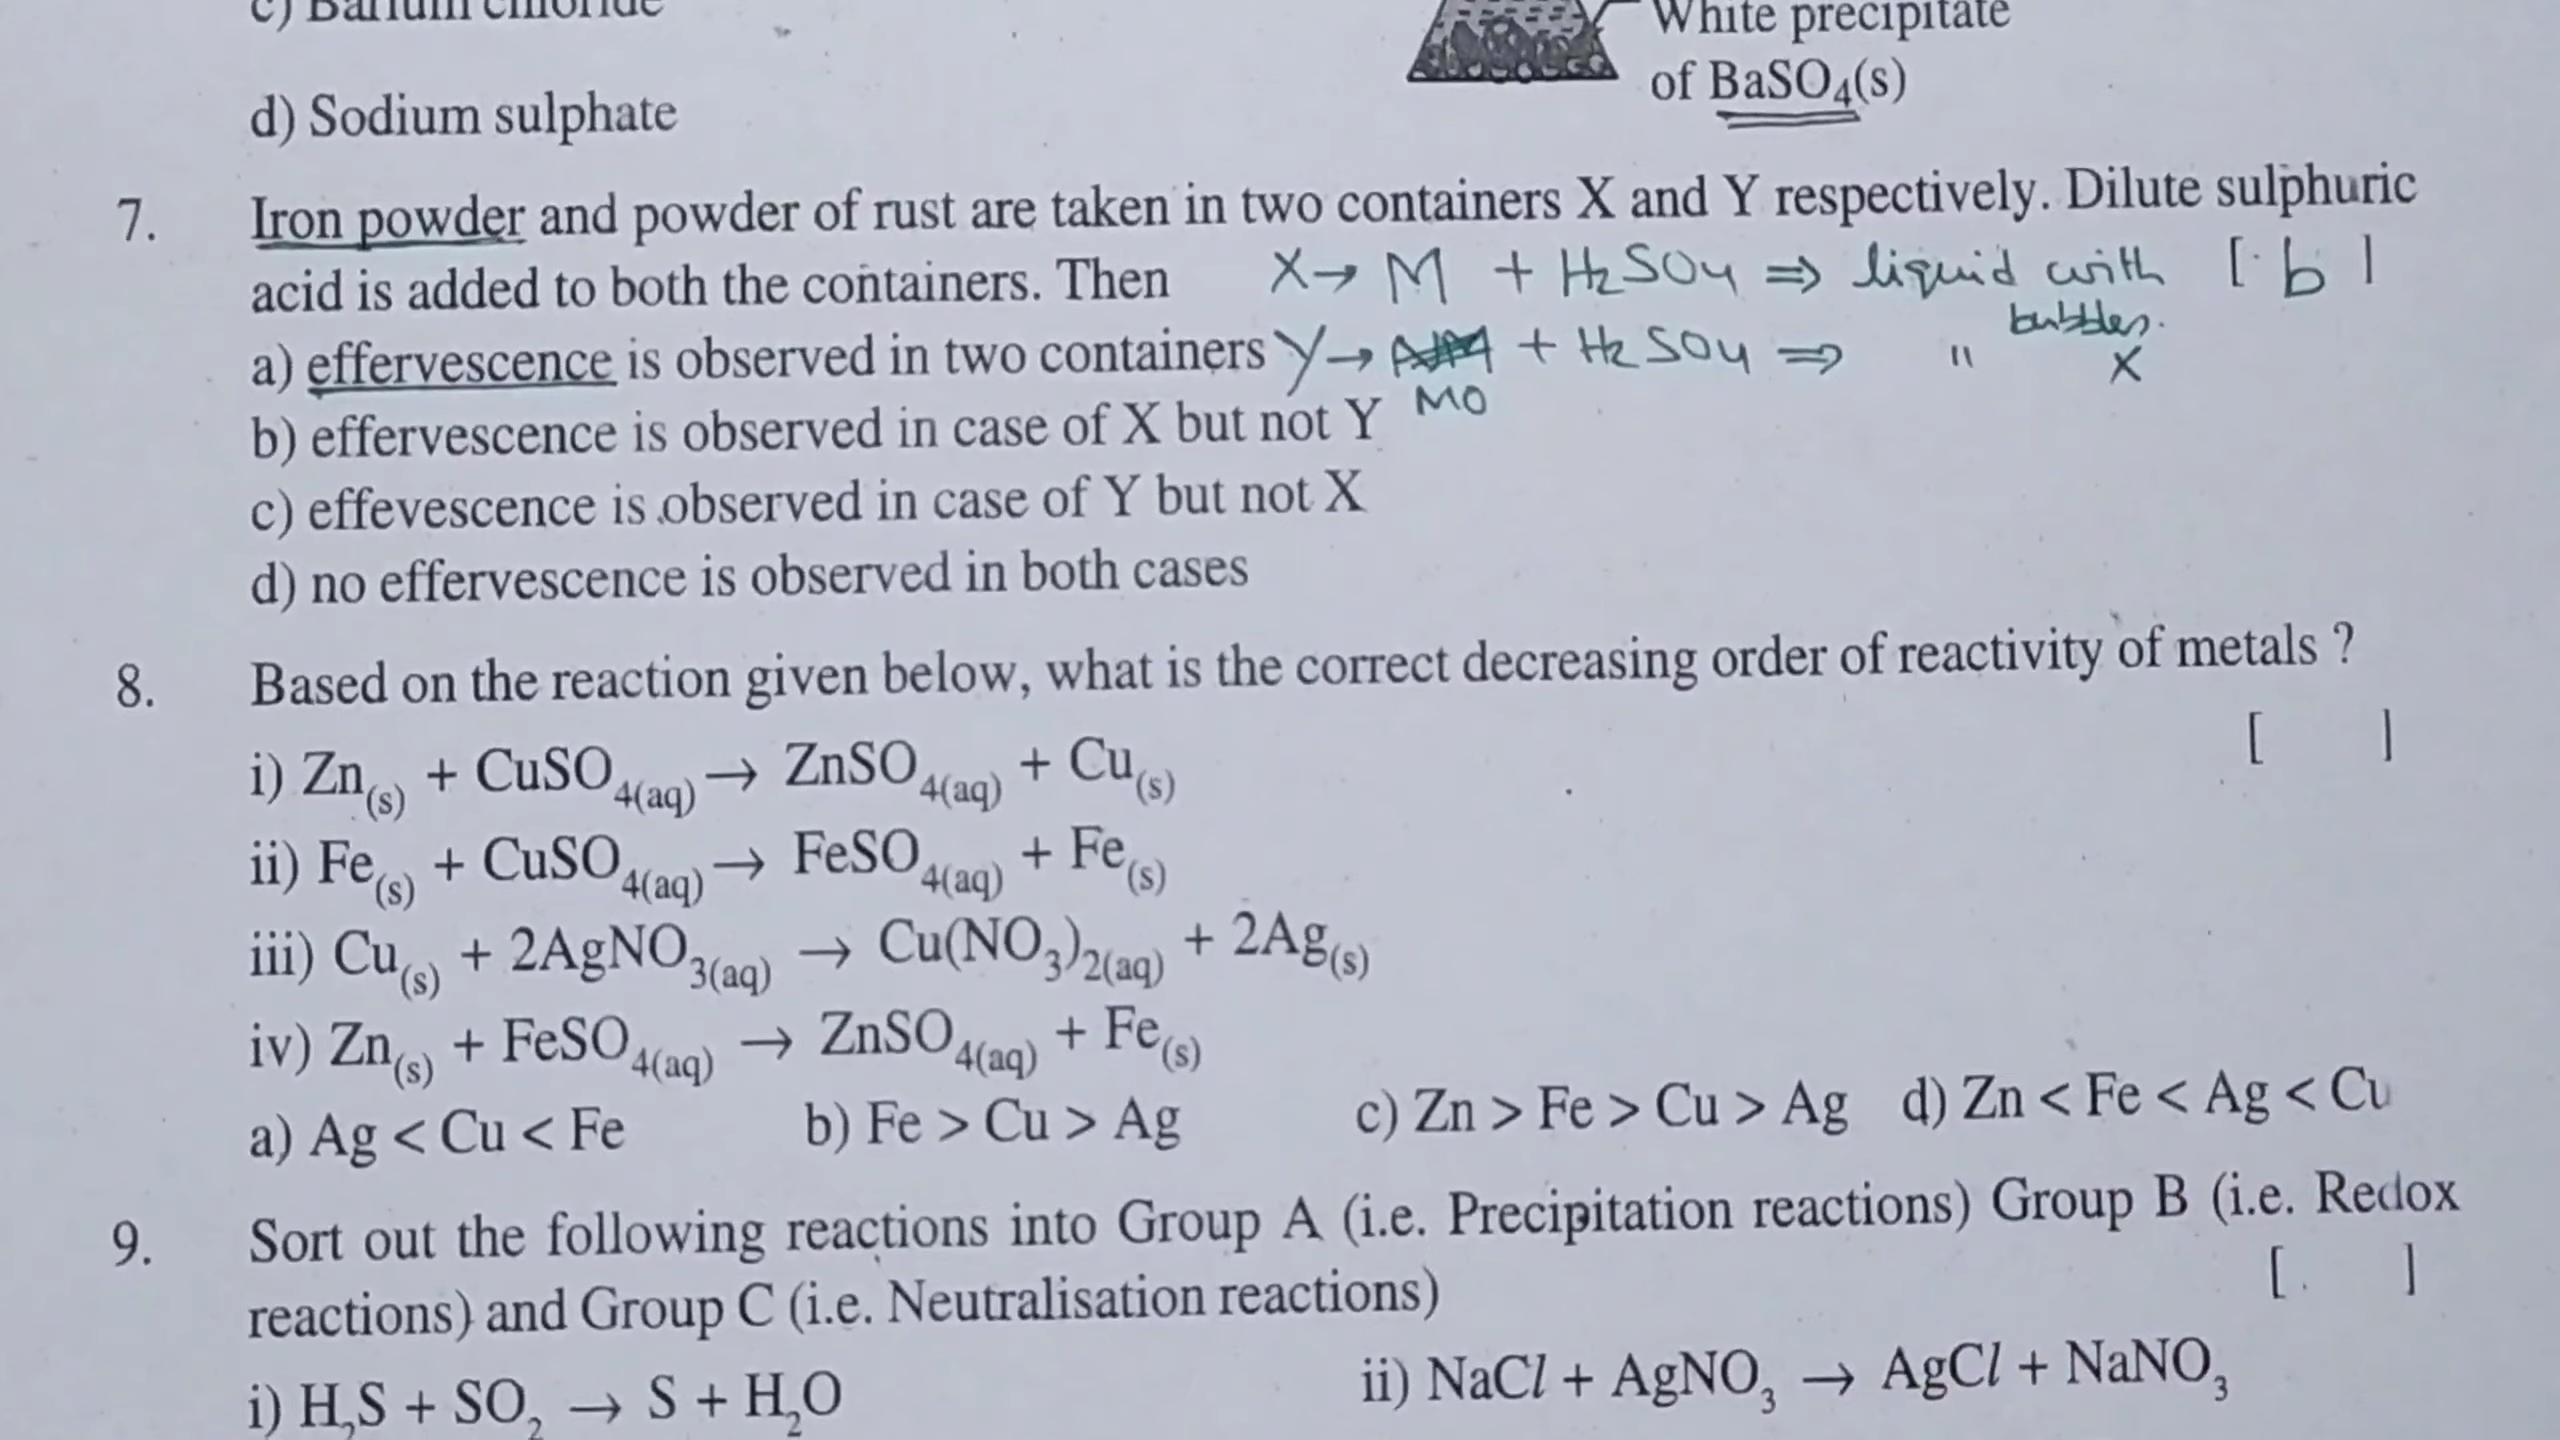 c) Barium chloride
White precipitate
of BaSO₄(s)
d) Sodium sulphate
7. Iron powder and powder of rust are taken in two containers X and Y respectively. Dilute sulphuric
acid is added to both the containers. Then X→ M + H₂SO₄ ⇒ liquid with [ b ]
bubbles.
a) effervescence is observed in two containers Y→ + H₂SO₄ ⇒ " X
MO
b) effervescence is observed in case of X but not Y
c) effevescence is observed in case of Y but not X
d) no effervescence is observed in both cases
8. Based on the reaction given below, what is the correct decreasing order of reactivity of metals ?
[ ]
i) Zn(s) + CuSO₄(aq) → ZnSO₄(aq) + Cu(s)
ii) Fe(s) + CuSO₄(aq) → FeSO₄(aq) + Fe(s)
iii) Cu(s) + 2AgNO₃(aq) → Cu(NO₃)₂(aq) + 2Ag(s)
iv) Zn(s) + FeSO₄(aq) → ZnSO₄(aq) + Fe(s)
a) Ag < Cu < Fe b) Fe > Cu > Ag c) Zn > Fe > Cu > Ag d) Zn < Fe < Ag < Cu
9. Sort out the following reactions into Group A (i.e. Precipitation reactions) Group B (i.e. Redox
reactions) and Group C (i.e. Neutralisation reactions) [ ]
i) H₂S + SO₂ → S + H₂O ii) NaCl + AgNO₃ → AgCl + NaNO₃